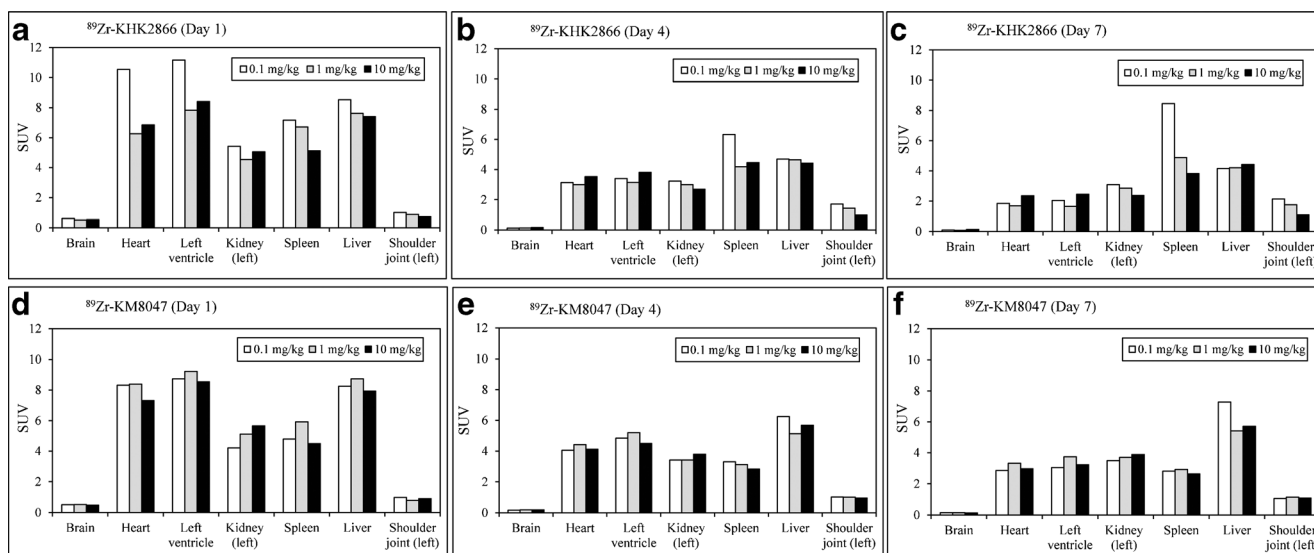 a
⁸⁹Zr-KHK2866 (Day 1)
12
10
8
6
4
2
0
SUV
0.1 mg/kg 1 mg/kg 10 mg/kg
Brain Heart Left ventricle Kidney (left) Spleen Liver Shoulder joint (left)
b
⁸⁹Zr-KHK2866 (Day 4)
12
10
8
6
4
2
0
SUV
0.1 mg/kg 1 mg/kg 10 mg/kg
Brain Heart Left ventricle Kidney (left) Spleen Liver Shoulder joint (left)
c
⁸⁹Zr-KHK2866 (Day 7)
12
10
8
6
4
2
0
SUV
0.1 mg/kg 1 mg/kg 10 mg/kg
Brain Heart Left ventricle Kidney (left) Spleen Liver Shoulder joint (left)
d
⁸⁹Zr-KM8047 (Day 1)
12
10
8
6
4
2
0
SUV
0.1 mg/kg 1 mg/kg 10 mg/kg
Brain Heart Left ventricle Kidney (left) Spleen Liver Shoulder joint (left)
e
⁸⁹Zr-KM8047 (Day 4)
12
10
8
6
4
2
0
SUV
0.1 mg/kg 1 mg/kg 10 mg/kg
Brain Heart Left ventricle Kidney (left) Spleen Liver Shoulder joint (left)
f
⁸⁹Zr-KM8047 (Day 7)
12
10
8
6
4
2
0
SUV
0.1 mg/kg 1 mg/kg 10 mg/kg
Brain Heart Left ventricle Kidney (left) Spleen Liver Shoulder joint (left)